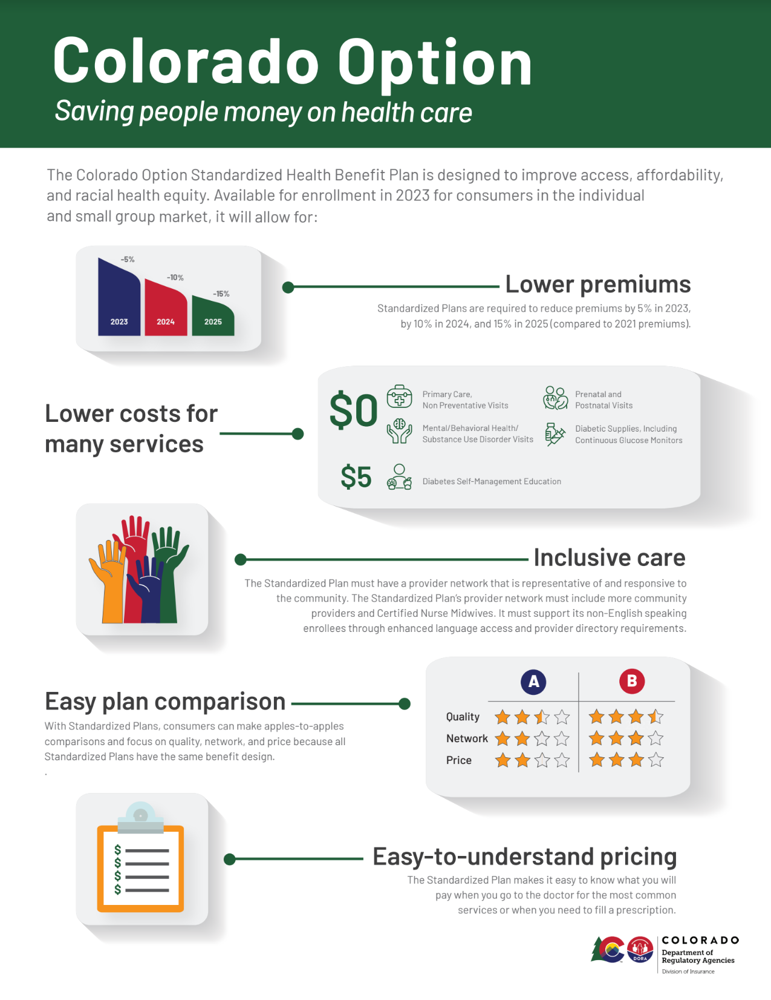 Colorado Option
Saving people money on health care
The Colorado Option Standardized Health Benefit Plan is designed to improve access, affordability,
and racial health equity. Available for enrollment in 2023 for consumers in the individual
and small group market, it will allow for:
-5%
-10%
-15%
2023
2024
2025
Lower premiums
Standardized Plans are required to reduce premiums by 5% in 2023,
by 10% in 2024, and 15% in 2025 (compared to 2021 premiums).
Lower costs for
many services
$0
Primary Care,
Non Preventative Visits
Prenatal and
Postnatal Visits
Mental/Behavioral Health/
Substance Use Disorder Visits
Diabetic Supplies, Including
Continuous Glucose Monitors
$5
Diabetes Self-Management Education
Inclusive care
The Standardized Plan must have a provider network that is representative of and responsive to
the community. The Standardized Plan's provider network must include more community
providers and Certified Nurse Midwives. It must support its non-English speaking
enrollees through enhanced language access and provider directory requirements.
Easy plan comparison
With Standardized Plans, consumers can make apples-to-apples
comparisons and focus on quality, network, and price because all
Standardized Plans have the same benefit design.
.
A
B
Quality
Network
Price
$
$
$
$
Easy-to-understand pricing
The Standardized Plan makes it easy to know what you will
pay when you go to the doctor for the most common
services or when you need to fill a prescription.
DORA
COLORADO
Department of
Regulatory Agencies
Division of Insurance